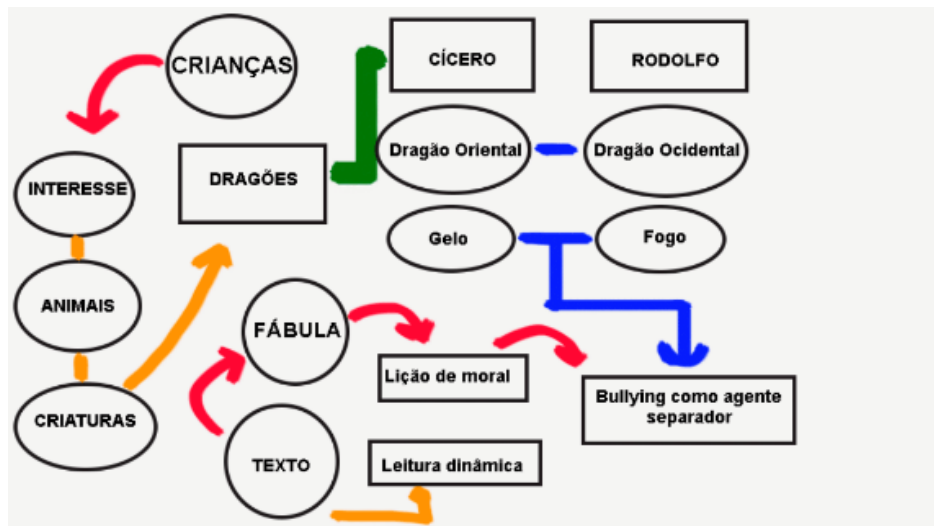 CRIANÇAS
CÍCERO
RODOLFO
Dragão Oriental
Dragão Ocidental
DRAGÕES
INTERESSE
Gelo
Fogo
ANIMAIS
FÁBULA
Lição de moral
Bullying como agente
separador
CRIATURAS
TEXTO
Leitura dinâmica